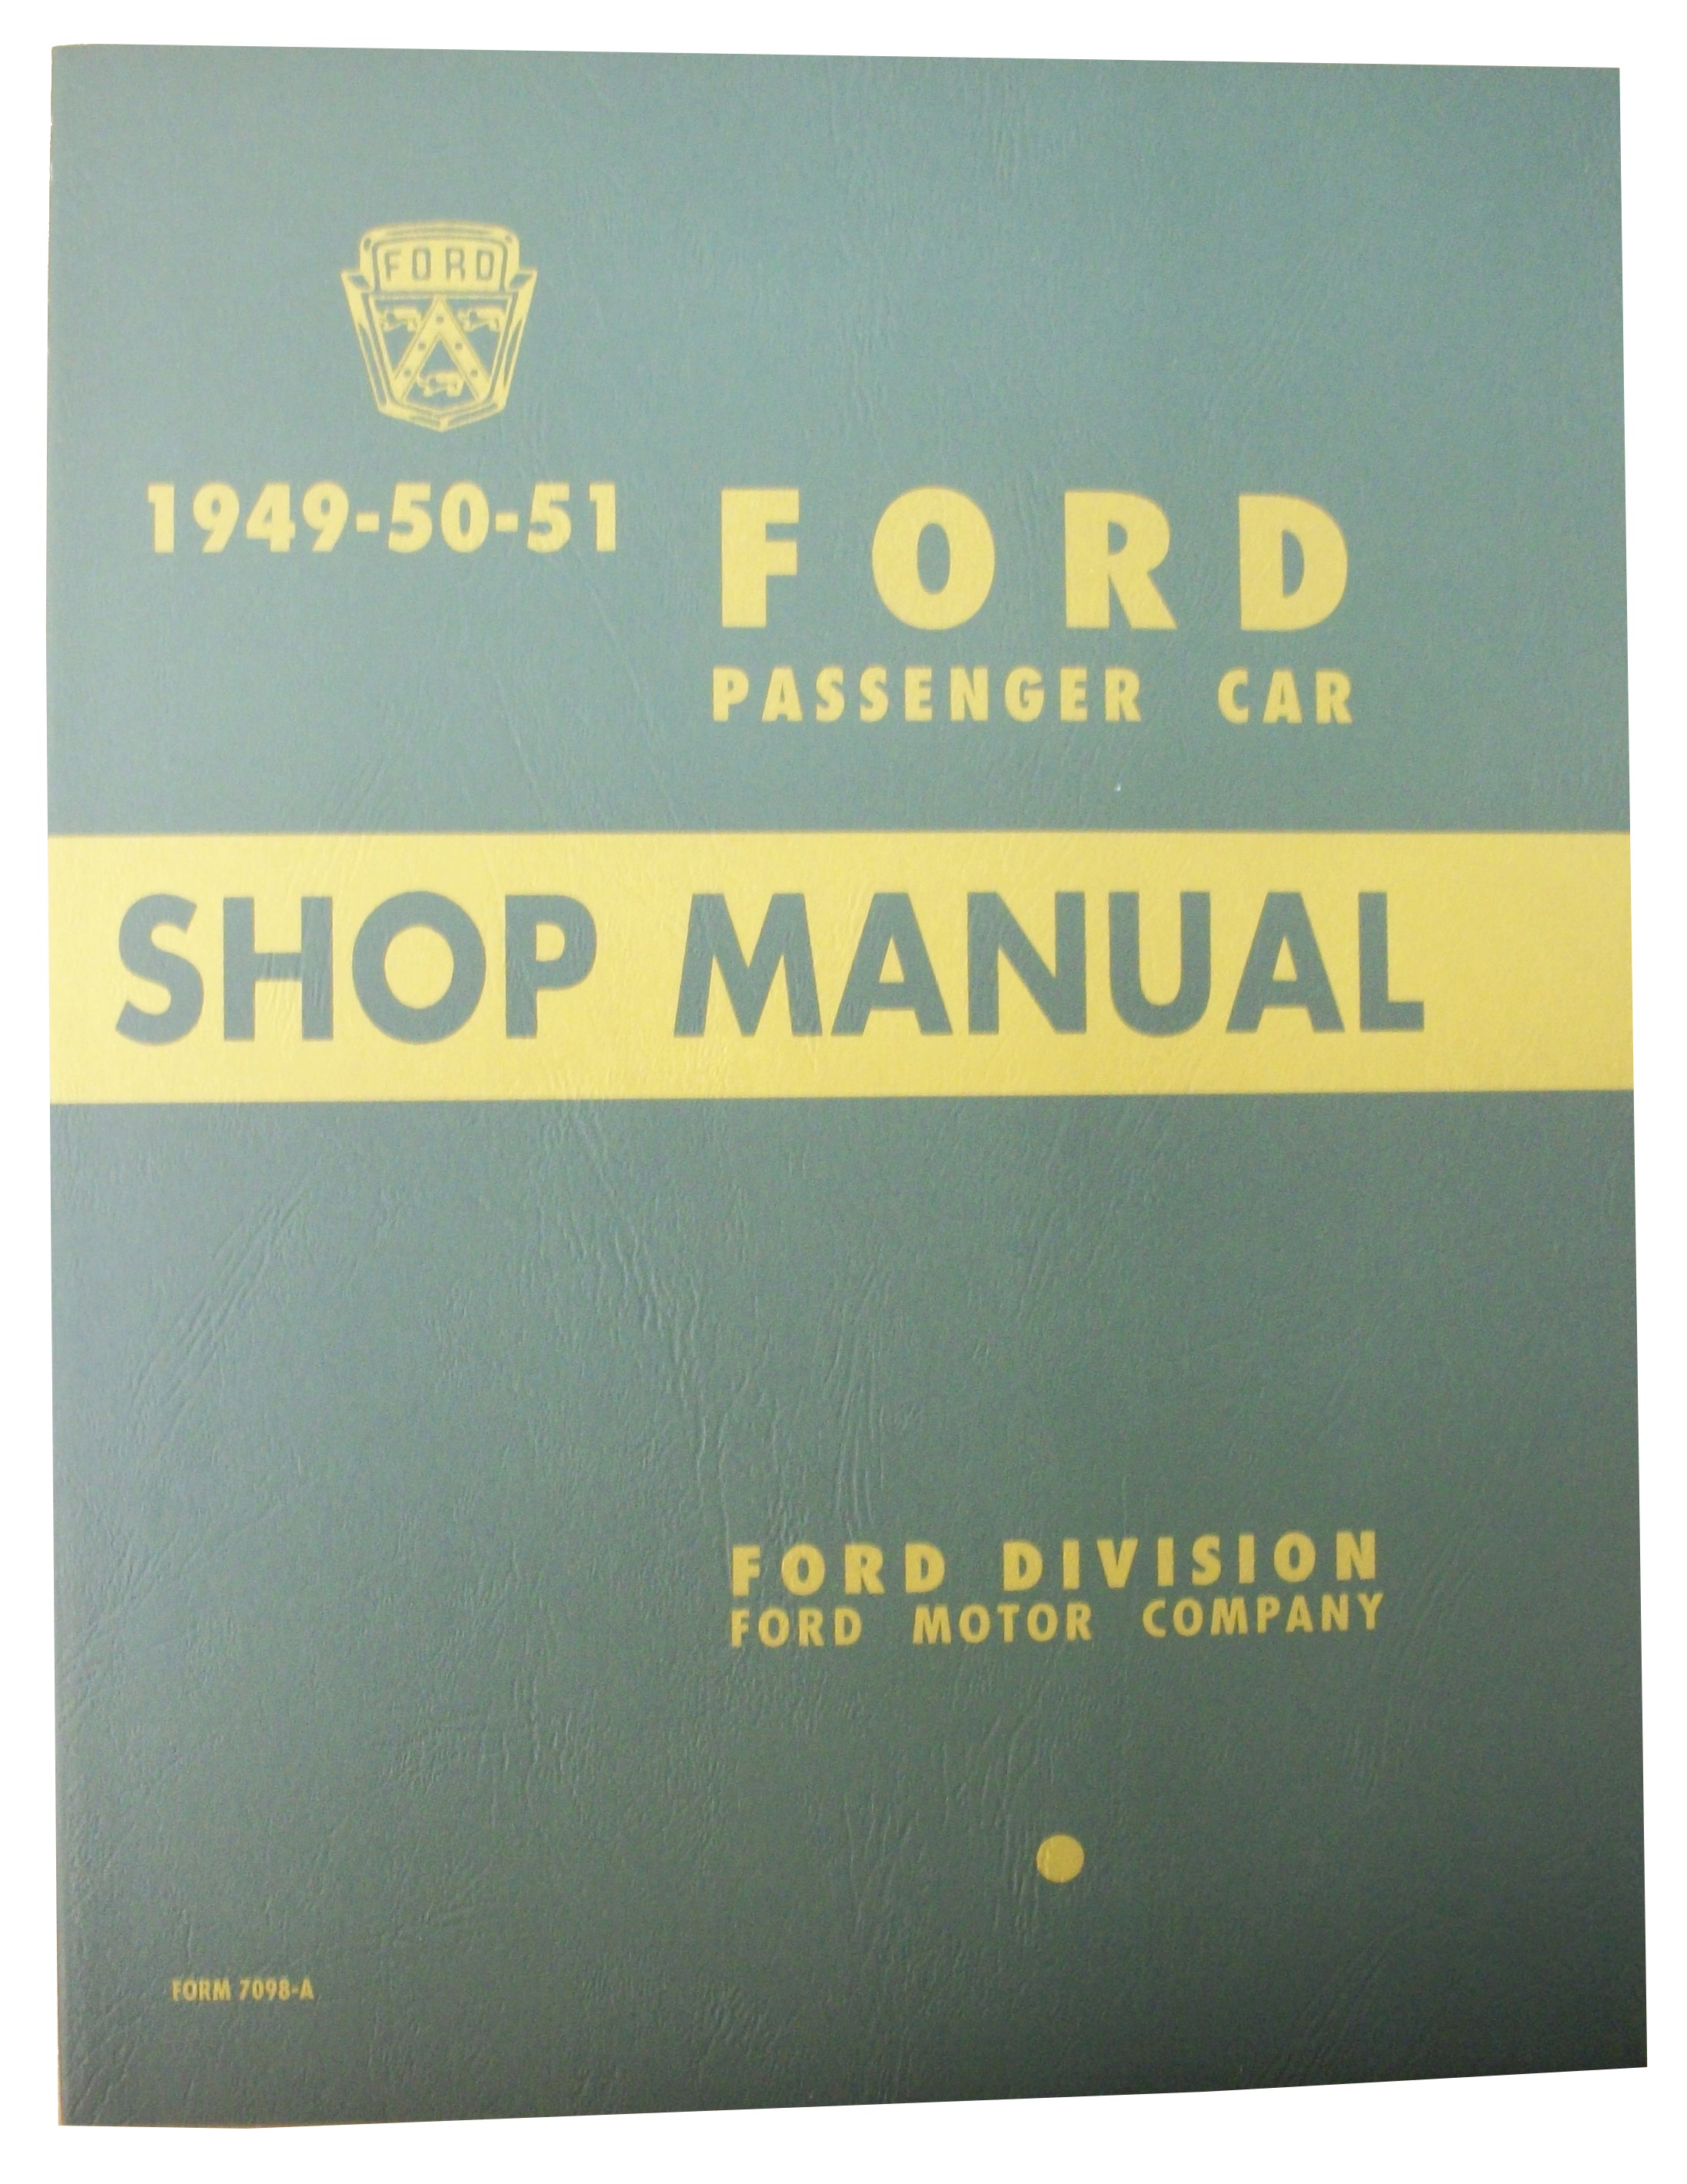 FORD
1949-50-51
FORD
PASSENGER CAR
SHOP MANUAL
FORD DIVISION
FORD MOTOR COMPANY
FORM 7098-A